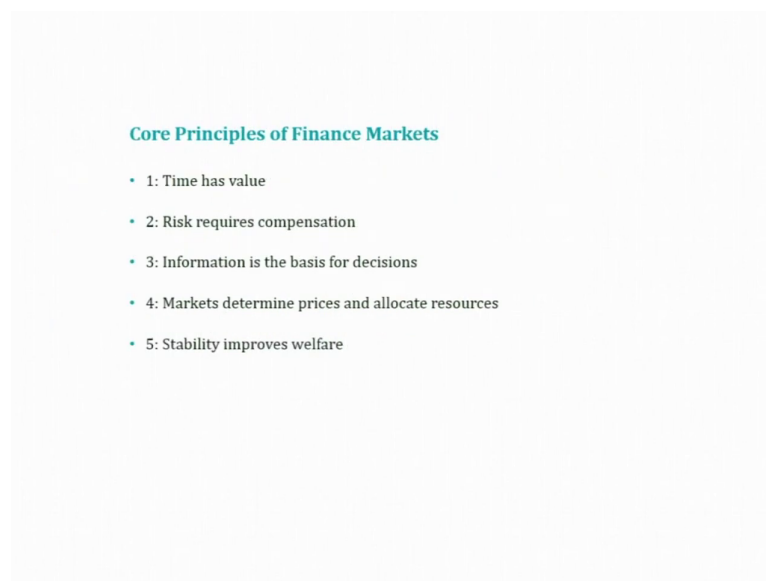 Core Principles of Finance Markets
• 1: Time has value
• 2: Risk requires compensation
• 3: Information is the basis for decisions
• 4: Markets determine prices and allocate resources
• 5: Stability improves welfare